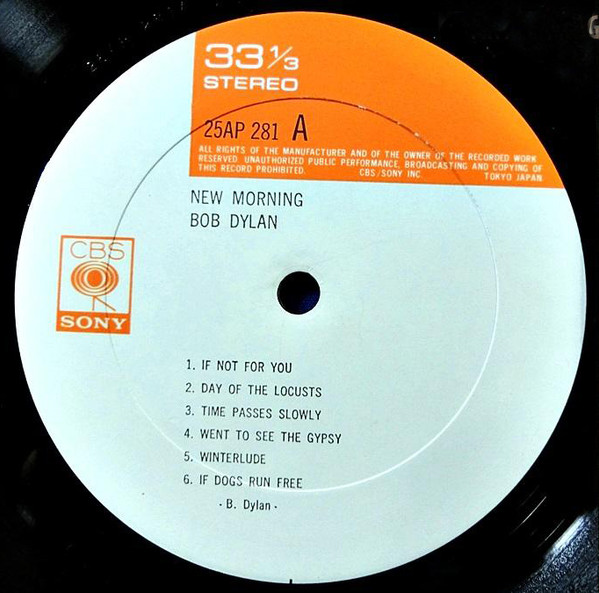 33 1/3
STEREO
25AP 281 A
ALL RIGHTS OF THE MANUFACTURER AND OF THE OWNER OF THE RECORDED WORK
RESERVED UNAUTHORIZED PUBLIC PERFORMANCE, BROADCASTING AND COPYING OF
THIS RECORD PROHIBITED. CBS/SONY INC TOKYO JAPAN
NEW MORNING
BOB DYLAN
CBS
SONY
1. IF NOT FOR YOU
2. DAY OF THE LOCUSTS
3. TIME PASSES SLOWLY
4. WENT TO SEE THE GYPSY
5. WINTERLUDE
6. IF DOGS RUN FREE
- B. Dylan -